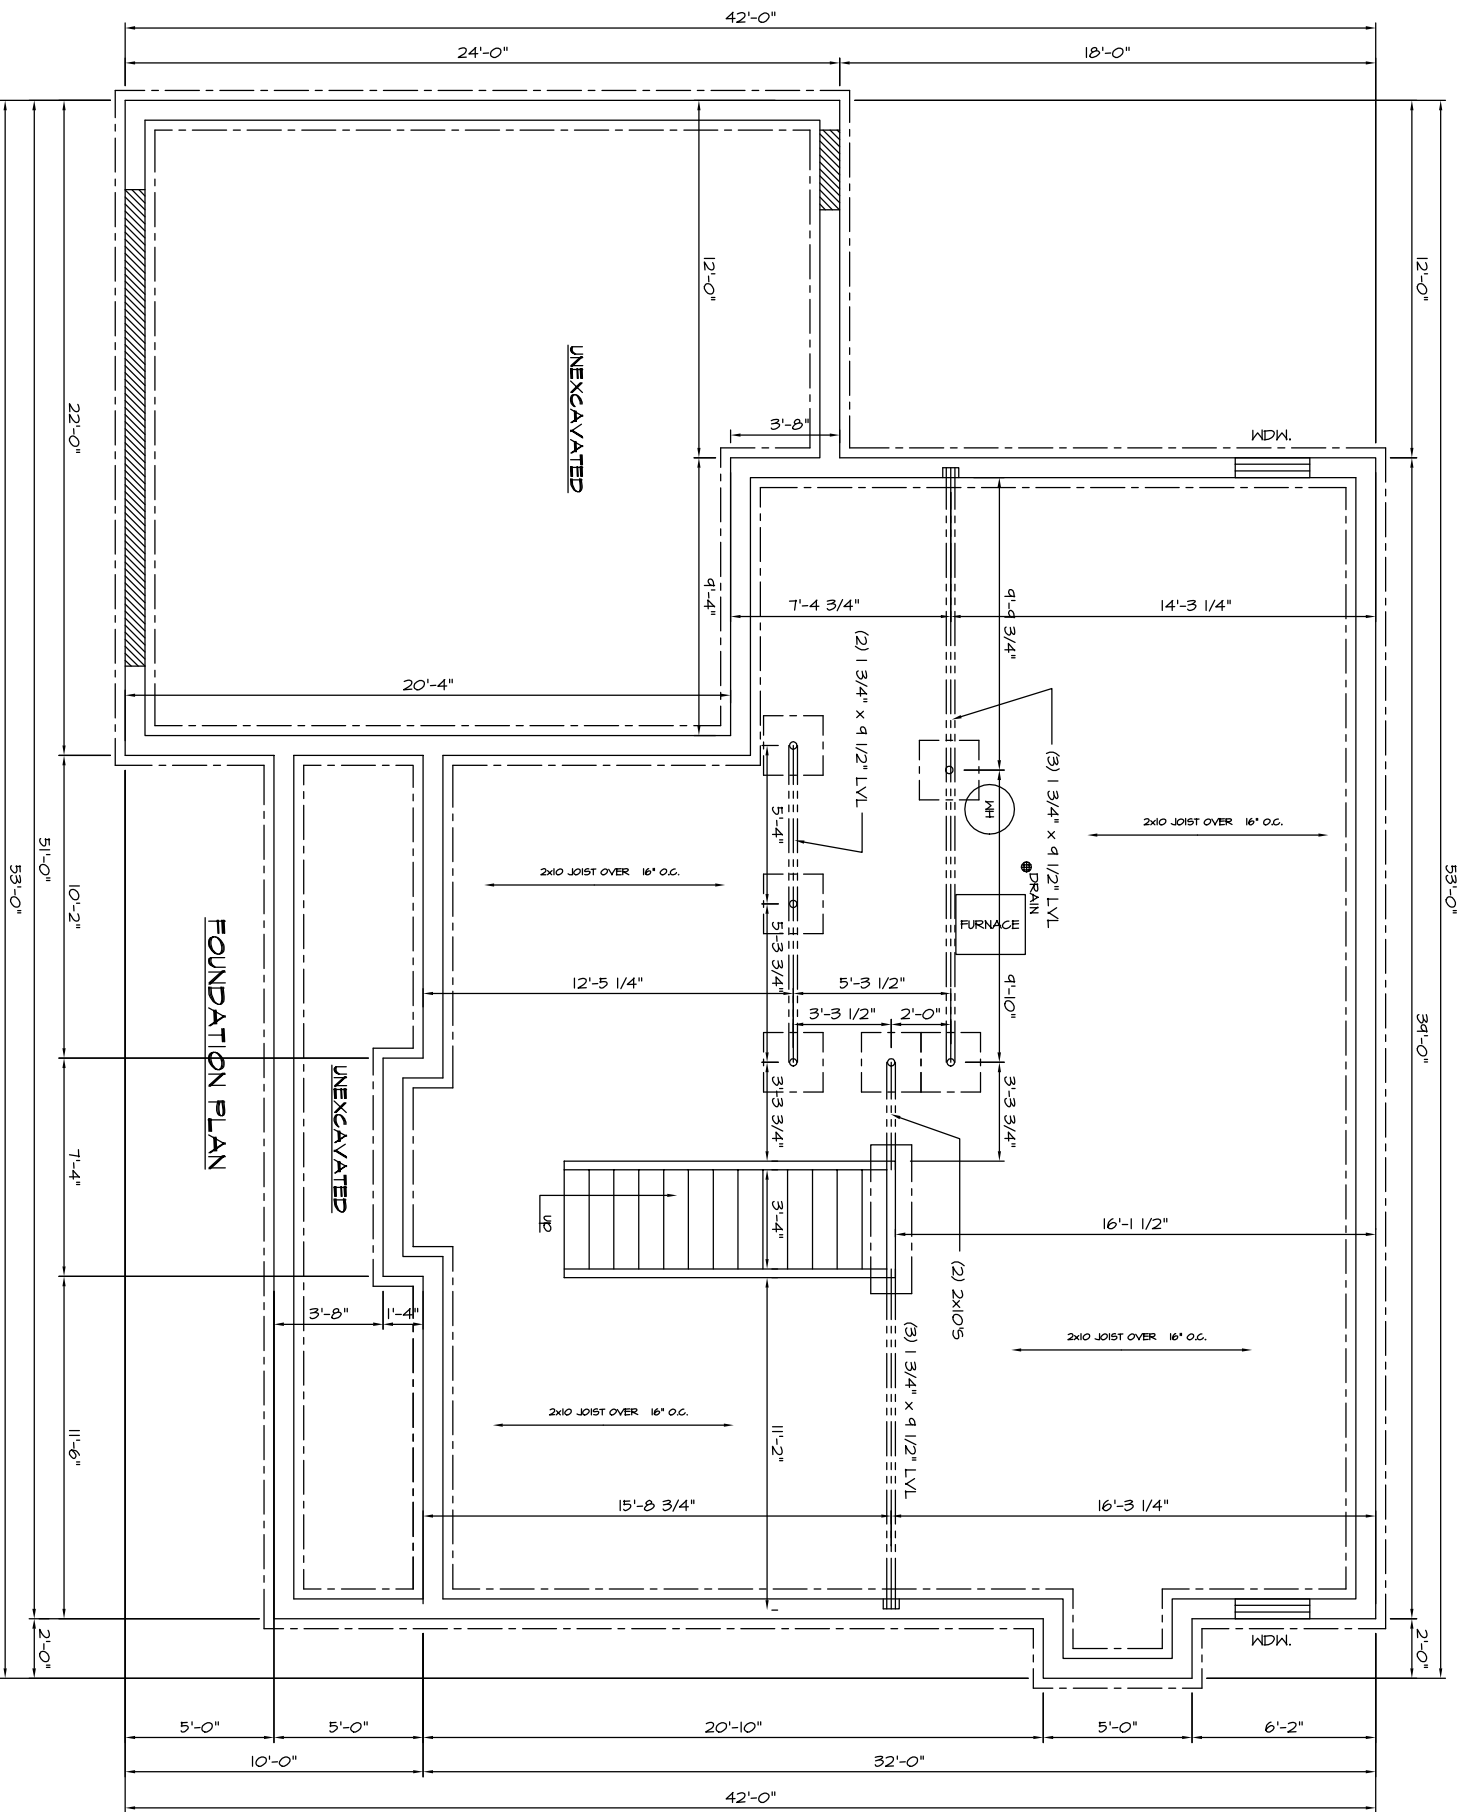 42'-0"
24'-0"
18'-0"
12'-0"
12'-0"
22'-0"
UNEXCAVATED
3'-8"
WDW.
9'-4"
7'-4 3/4"
9'-9 3/4"
14'-3 1/4"
(2) 1 3/4" x 9 1/2" LVL
20'-4"
(3) 1 3/4" x 9 1/2" LVL
WH
5'-4"
2x10 JOIST OVER 16" O.C.
2x10 JOIST OVER 16" O.C.
DRAIN
FURNACE
53'-0"
51'-0"
10'-2"
53'-0"
5'-3 3/4"
12'-5 1/4"
5'-3 1/2"
9'-10"
3'-3 1/2"
2'-0"
39'-0"
FOUNDATION PLAN
UNEXCAVATED
3'-3 3/4"
3'-3 3/4"
7'-4"
up
3'-4"
16'-1 1/2"
(2) 2x10'S
3'-8"
1'-4"
2x10 JOIST OVER 16" O.C.
(3) 1 3/4" x 9 1/2" LVL
2x10 JOIST OVER 16" O.C.
11'-6"
11'-2"
15'-8 3/4"
16'-3 1/4"
2'-0"
WDW.
2'-0"
5'-0"
5'-0"
20'-10"
5'-0"
6'-2"
10'-0"
32'-0"
42'-0"